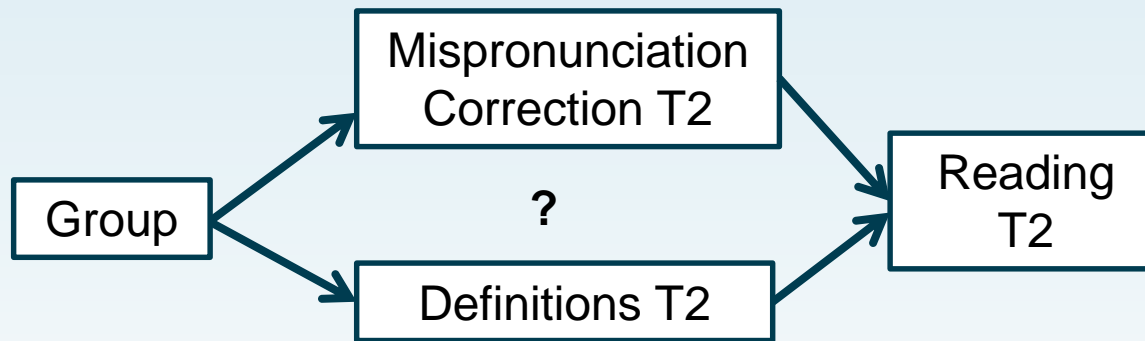 Mispronunciation
Correction T2
Group
?
Definitions T2
Reading
T2